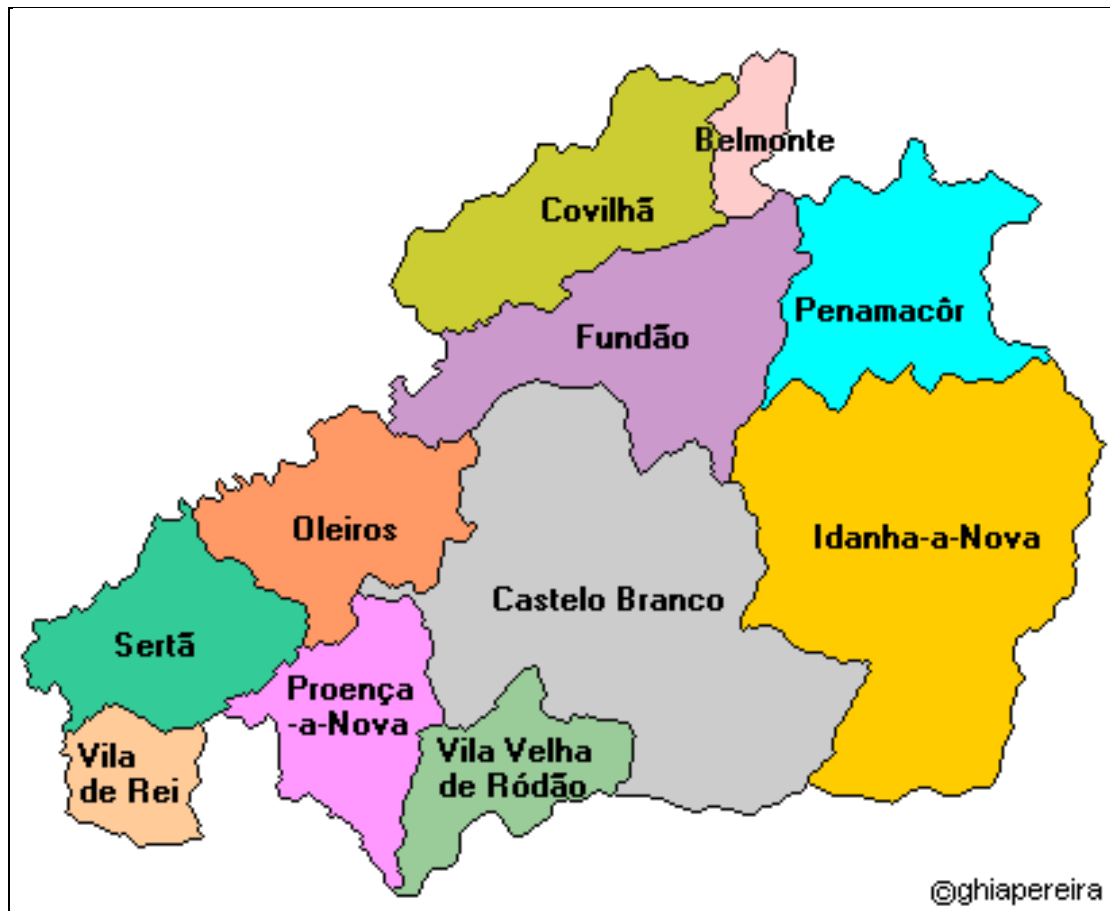 Belmonte
Covilhã
Penamacôr
Fundão
Oleiros
Idanha-a-Nova
Castelo Branco
Sertã
Proença
-a-Nova
Vila
de Rei
Vila Velha
de Ródão
©ghiapereira